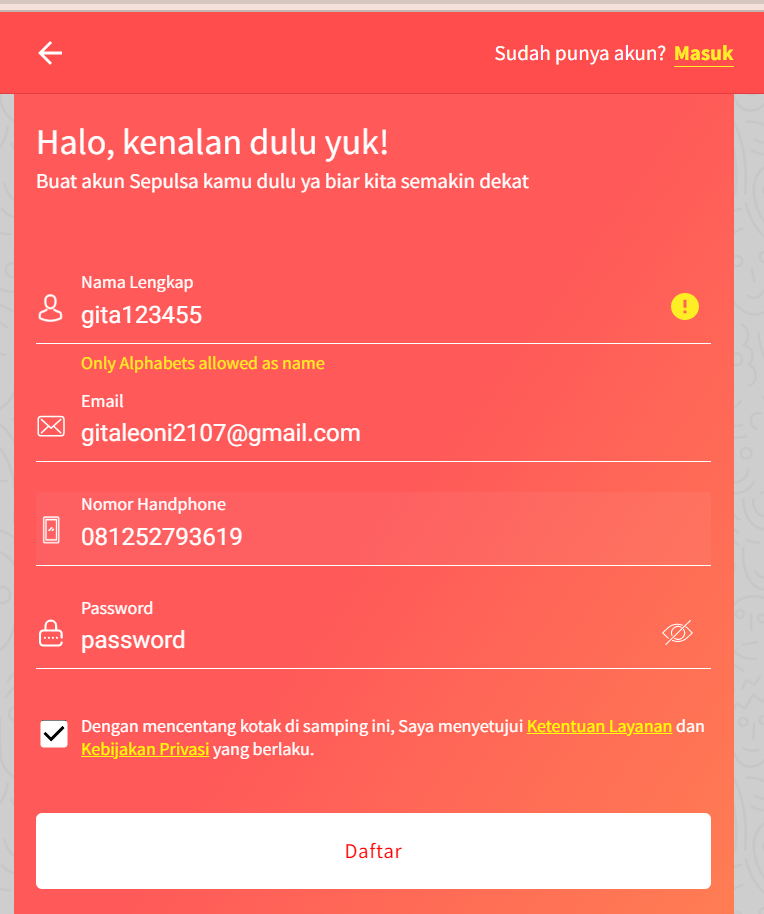 Sudah punya akun? Masuk
Halo, kenalan dulu yuk!
Buat akun Sepulsa kamu dulu ya biar kita semakin dekat
Nama Lengkap
gita123455
Only Alphabets allowed as name
Email
gitaleoni2107@gmail.com
Nomor Handphone
081252793619
Password
password
Dengan mencentang kotak di samping ini, Saya menyetujui Ketentuan Layanan dan
Kebijakan Privasi yang berlaku.
Daftar